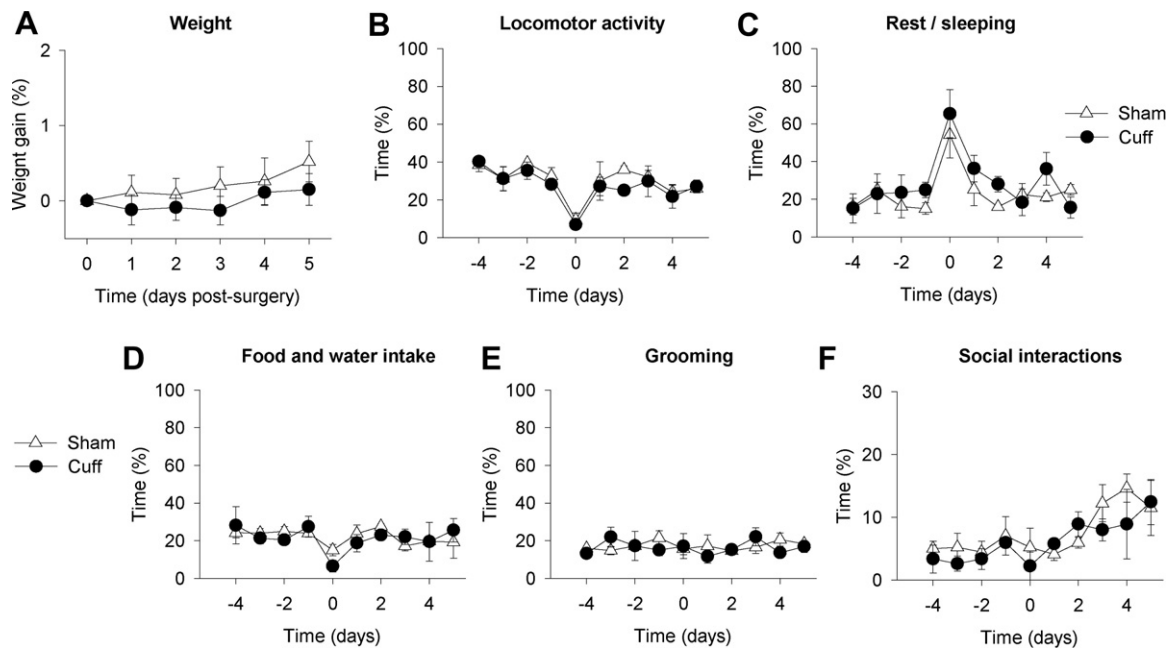 A Weight
Weight gain (%)
2
1
0
0 1 2 3 4 5
Time (days post-surgery)
B Locomotor activity
Time (%)
100
80
60
40
20
0
-4 -2 0 2 4
Time (days)
C Rest / sleeping
Time (%)
100
80
60
40
20
0
-4 -2 0 2 4
Time (days)
Sham
Cuff
Sham
Cuff
D Food and water intake
Time (%)
100
80
60
40
20
0
-4 -2 0 2 4
Time (days)
E Grooming
Time (%)
100
80
60
40
20
0
-4 -2 0 2 4
Time (days)
F Social interactions
Time (%)
30
20
10
0
-4 -2 0 2 4
Time (days)